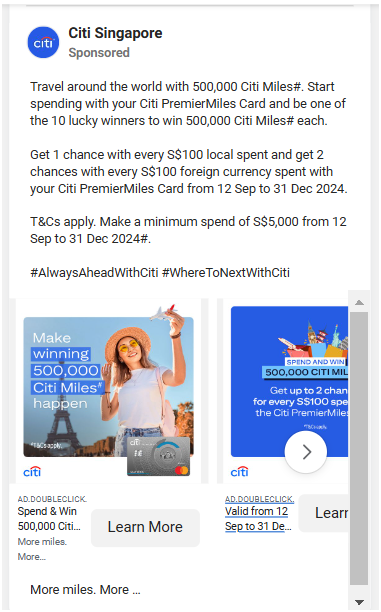 Citi Singapore
citi
Sponsored
Travel around the world with 500,000 Citi Miles#. Start
spending with your Citi PremierMiles Card and be one of
the 10 lucky winners to win 500,000 Citi Miles# each.
Get 1 chance with every S$100 local spent and get 2
chances with every S$100 foreign currency spent with
your Citi PremierMiles Card from 12 Sep to 31 Dec 2024.
T&Cs apply. Make a minimum spend of S$5,000 from 12
Sep to 31 Dec 2024#.
#AlwaysAheadWithCiti #WhereToNextWithCiti
Make
winning
500,000
Citi Miles#
happen
*T&Cs apply.
citi
citi
SPEND AND WIN
500,000 CITI MIL
Get up to 2 chan
for every S$100 spe
the Citi PremierMiles
citi
AD.DOUBLECLICK.
Spend & Win
500,000 Citi...
More miles.
More...
Learn More
AD.DOUBLECLICK.
Valid from 12
Sep to 31 De...
Learn
More miles. More ...